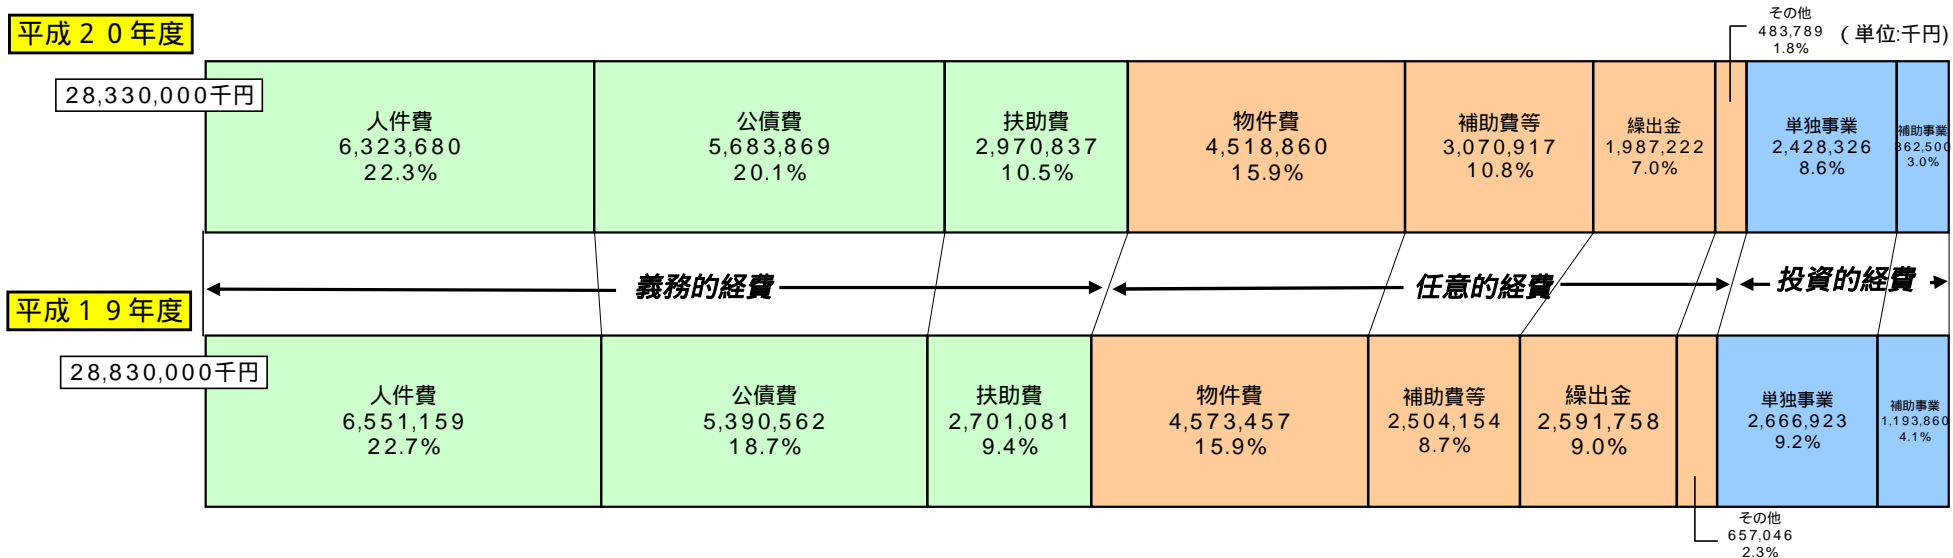 平成２０年度
その他
483,789
1.8%
（単位:千円)
28,330,000千円
人件費
6,323,680
22.3%
公債費
5,683,869
20.1%
扶助費
2,970,837
10.5%
物件費
4,518,860
15.9%
補助費等
3,070,917
10.8%
繰出金
1,987,222
7.0%
単独事業
2,428,326
8.6%
補助事業
862,500
3.0%
義務的経費
任意的経費
投資的経費
平成１９年度
28,830,000千円
人件費
6,551,159
22.7%
公債費
5,390,562
18.7%
扶助費
2,701,081
9.4%
物件費
4,573,457
15.9%
補助費等
2,504,154
8.7%
繰出金
2,591,758
9.0%
単独事業
2,666,923
9.2%
補助事業
1,193,860
4.1%
その他
657,046
2.3%